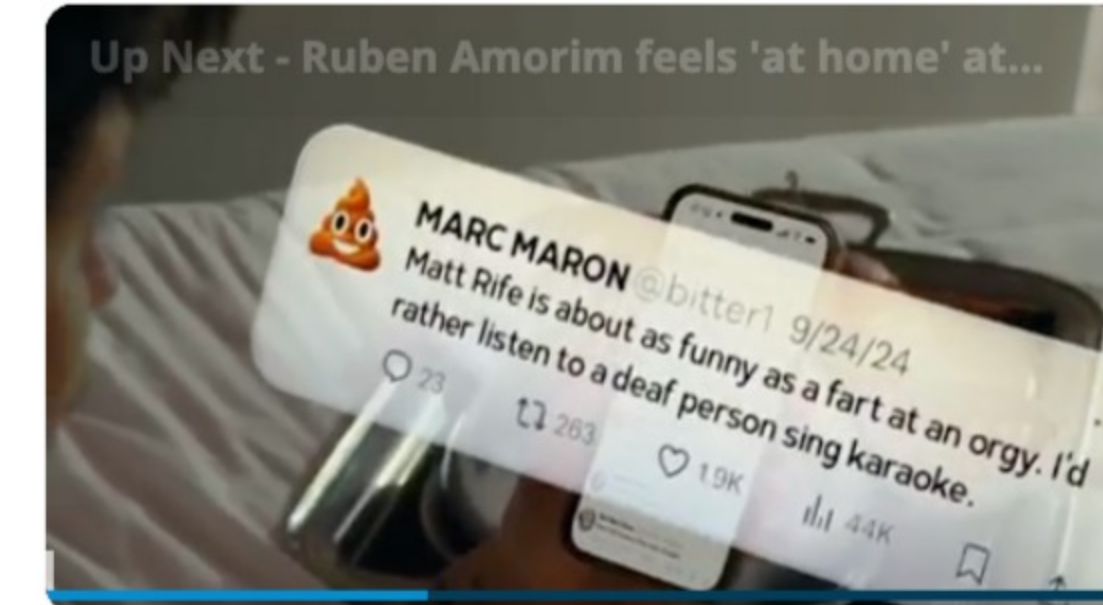 Up Next - Ruben Amorim feels 'at home' at...
MARC MARON @bitter1 9/24/24
Matt Rife is about as funny as a fart at an orgy. I'd
rather listen to a deaf person sing karaoke.
23 263 1.9K 44K